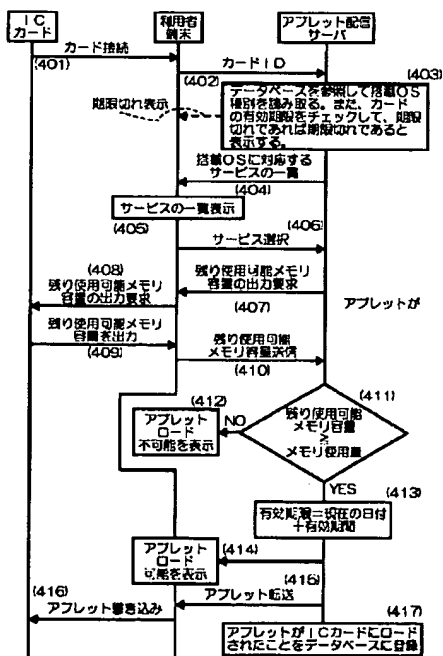 ICカード
利用者端末
アプレット配信サーバ
カード接続
(401)
カードID
(402)
(403)
データベースを参照して搭載OS
種別を読み取る。また、カード
の有効期限をチェックして、期限
切れであれば期限切れであると
表示する。
期限切れ表示
搭載OSに対応する
サービスの一覧
(404)
サービスの一覧表示
(405)
(406)
サービス選択
(408)
残り使用可能メモリ
容量の出力要求
残り使用可能メモリ
容量の出力要求
(407)
アプレットが
残り使用可能メモリ
容量を出力
(409)
残り使用可能
メモリ容量送信
(410)
(411)
残り使用可能
メモリ容量
≧
メモリ使用量
(412)
NO
アプレット
ロード
不可能を表示
YES
(413)
有効期限=現在の日付
+有効期間
アプレット
ロード
可能を表示
(414)
(415)
アプレット転送
(416)
アプレット書き込み
(417)
アプレットがICカードにロード
されたことをデータベースに登録